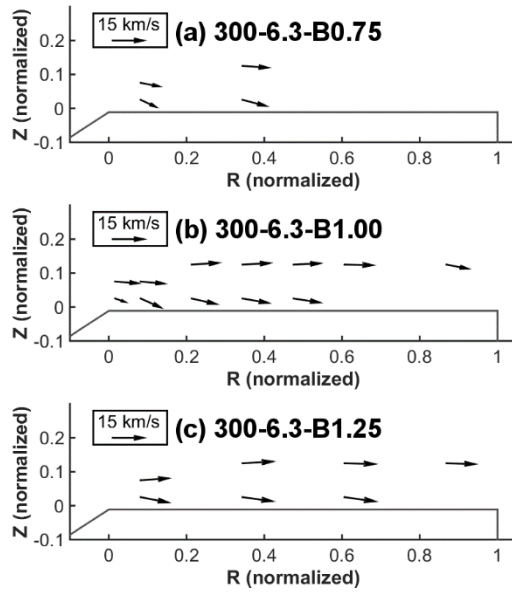 15 km/s
(a) 300-6.3-B0.75
Z (normalized)
0.2
0.1
0
-0.1
0 0.2 0.4 0.6 0.8 1
R (normalized)
15 km/s
(b) 300-6.3-B1.00
Z (normalized)
0.2
0.1
0
-0.1
0 0.2 0.4 0.6 0.8 1
R (normalized)
15 km/s
(c) 300-6.3-B1.25
Z (normalized)
0.2
0.1
0
-0.1
0 0.2 0.4 0.6 0.8 1
R (normalized)